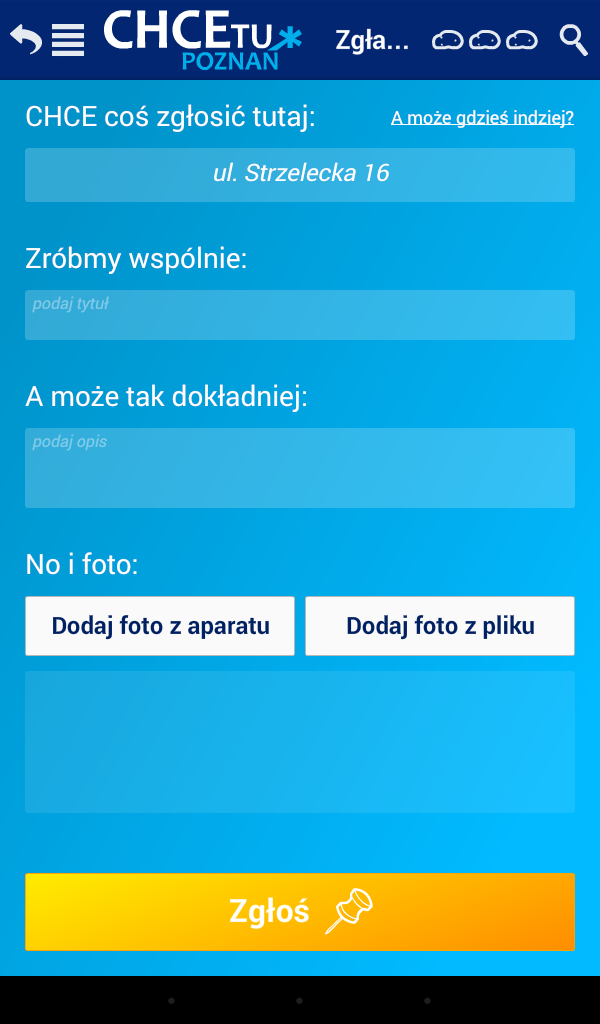 CHCETU*
POZNAŃ
Zgła...
CHCE coś zgłosić tutaj:
A może gdzieś indziej?
ul. Strzelecka 16
Zróbmy wspólnie:
podaj tytuł
A może tak dokładniej:
podaj opis
No i foto:
Dodaj foto z aparatu
Dodaj foto z pliku
Zgłoś